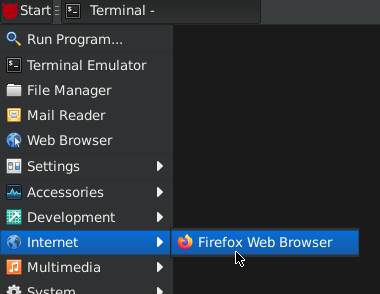 Start
Terminal -
Run Program...
Terminal Emulator
File Manager
Mail Reader
Web Browser
Settings
Accessories
Development
Internet
Firefox Web Browser
Multimedia
System